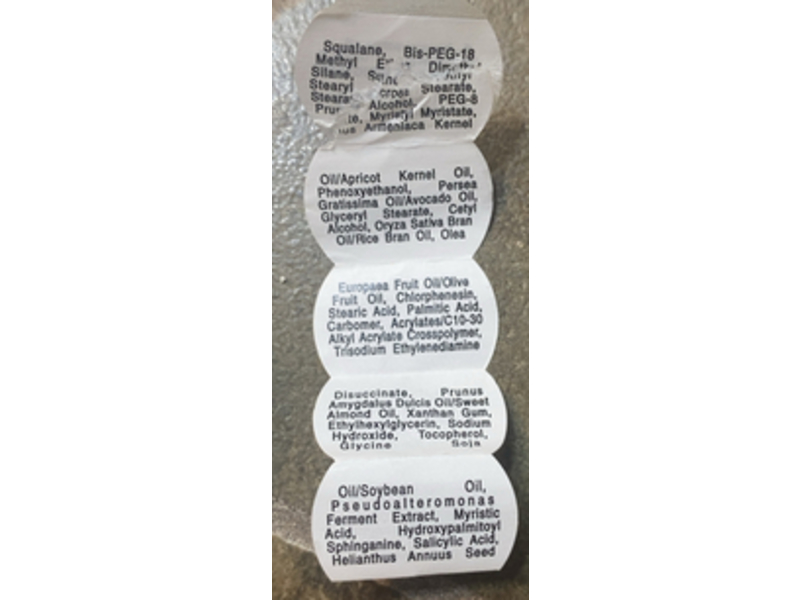 Squalane, Bis-PEG-18
Methyl
Silane,
Stearyl Stearate,
Alcohol, PEG-8
Myristyl Myristate,
Armeniaca Kernel
Oil/Apricot Kernel Oil,
Phenoxyethanol, Persea
Gratissima Oil/Avocado Oil,
Glyceryl Stearate, Cetyl
Alcohol, Oryza Sativa Bran
Oil/Rice Bran Oil, Olea
Europaea Fruit Oil/Olive
Fruit Oil, Chlorphenesin,
Stearic Acid, Palmitic Acid,
Carbomer, Acrylates/C10-30
Alkyl Acrylate Crosspolymer,
Trisodium Ethylenediamine
Disuccinate, Prunus
Amygdalus Dulcis Oil/Sweet
Almond Oil, Xanthan Gum,
Ethylhexylglycerin, Sodium
Hydroxide, Tocopherol,
Glycine Soja
Oil/Soybean Oil,
Pseudoalteromonas
Ferment Extract, Myristic
Acid, Hydroxypalmitoyl
Sphinganine, Salicylic Acid,
Helianthus Annuus Seed